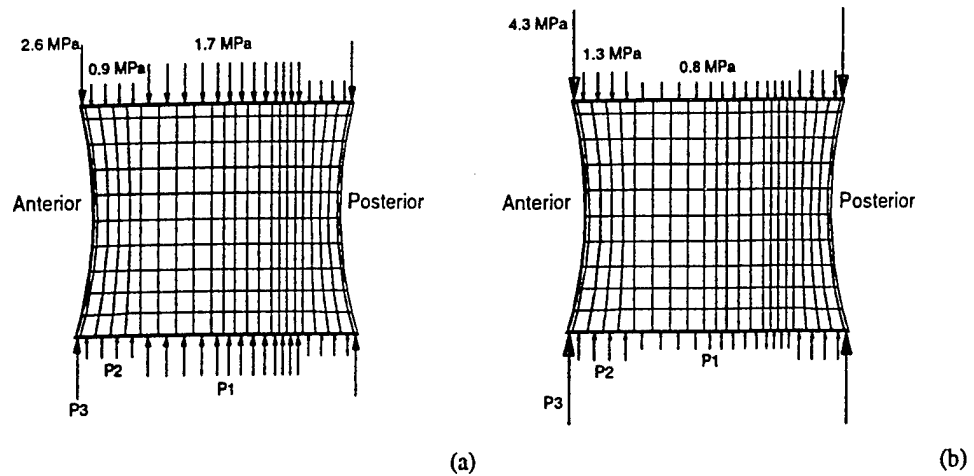 2.6 MPa
1.7 MPa
0.9 MPa
Anterior
Posterior
P2
P1
P3
(a)
4.3 MPa
1.3 MPa
0.8 MPa
Anterior
Posterior
P2
P1
P3
(b)